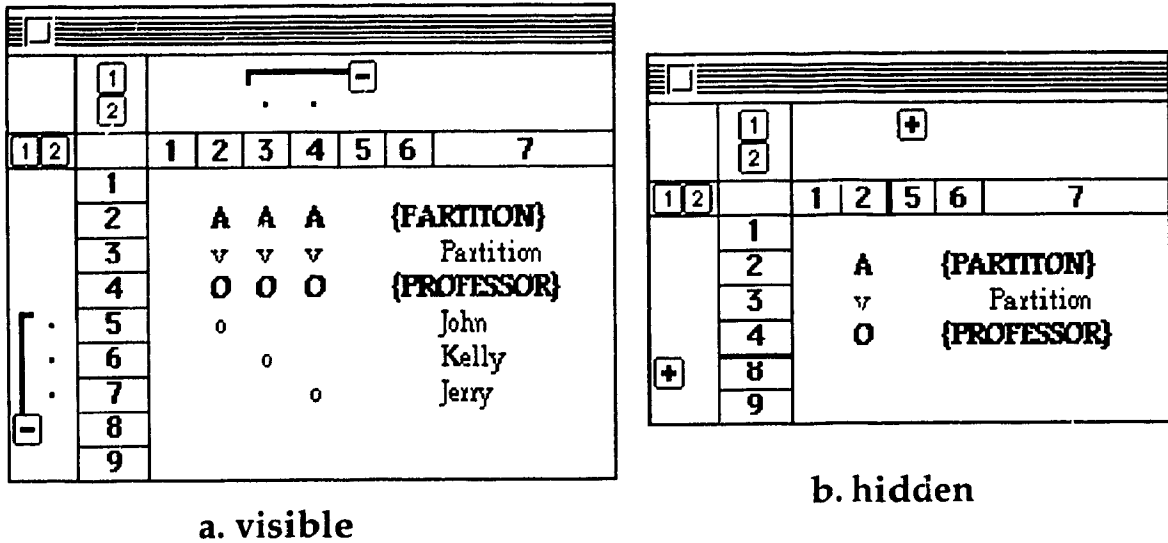 1
2
−
1 2 1 2 3 4 5 6 7
1
2 A A A {FARTITON}
3 v v v Partition
4 O O O {PROFESSOR}
5 o John
6 o Kelly
7 o Jerry
− 8
9
a. visible
1
2
+
1 2 1 2 5 6 7
1
2 A {PARTITON}
3 v Partition
4 O {PROFESSOR}
+ 8
9
b. hidden